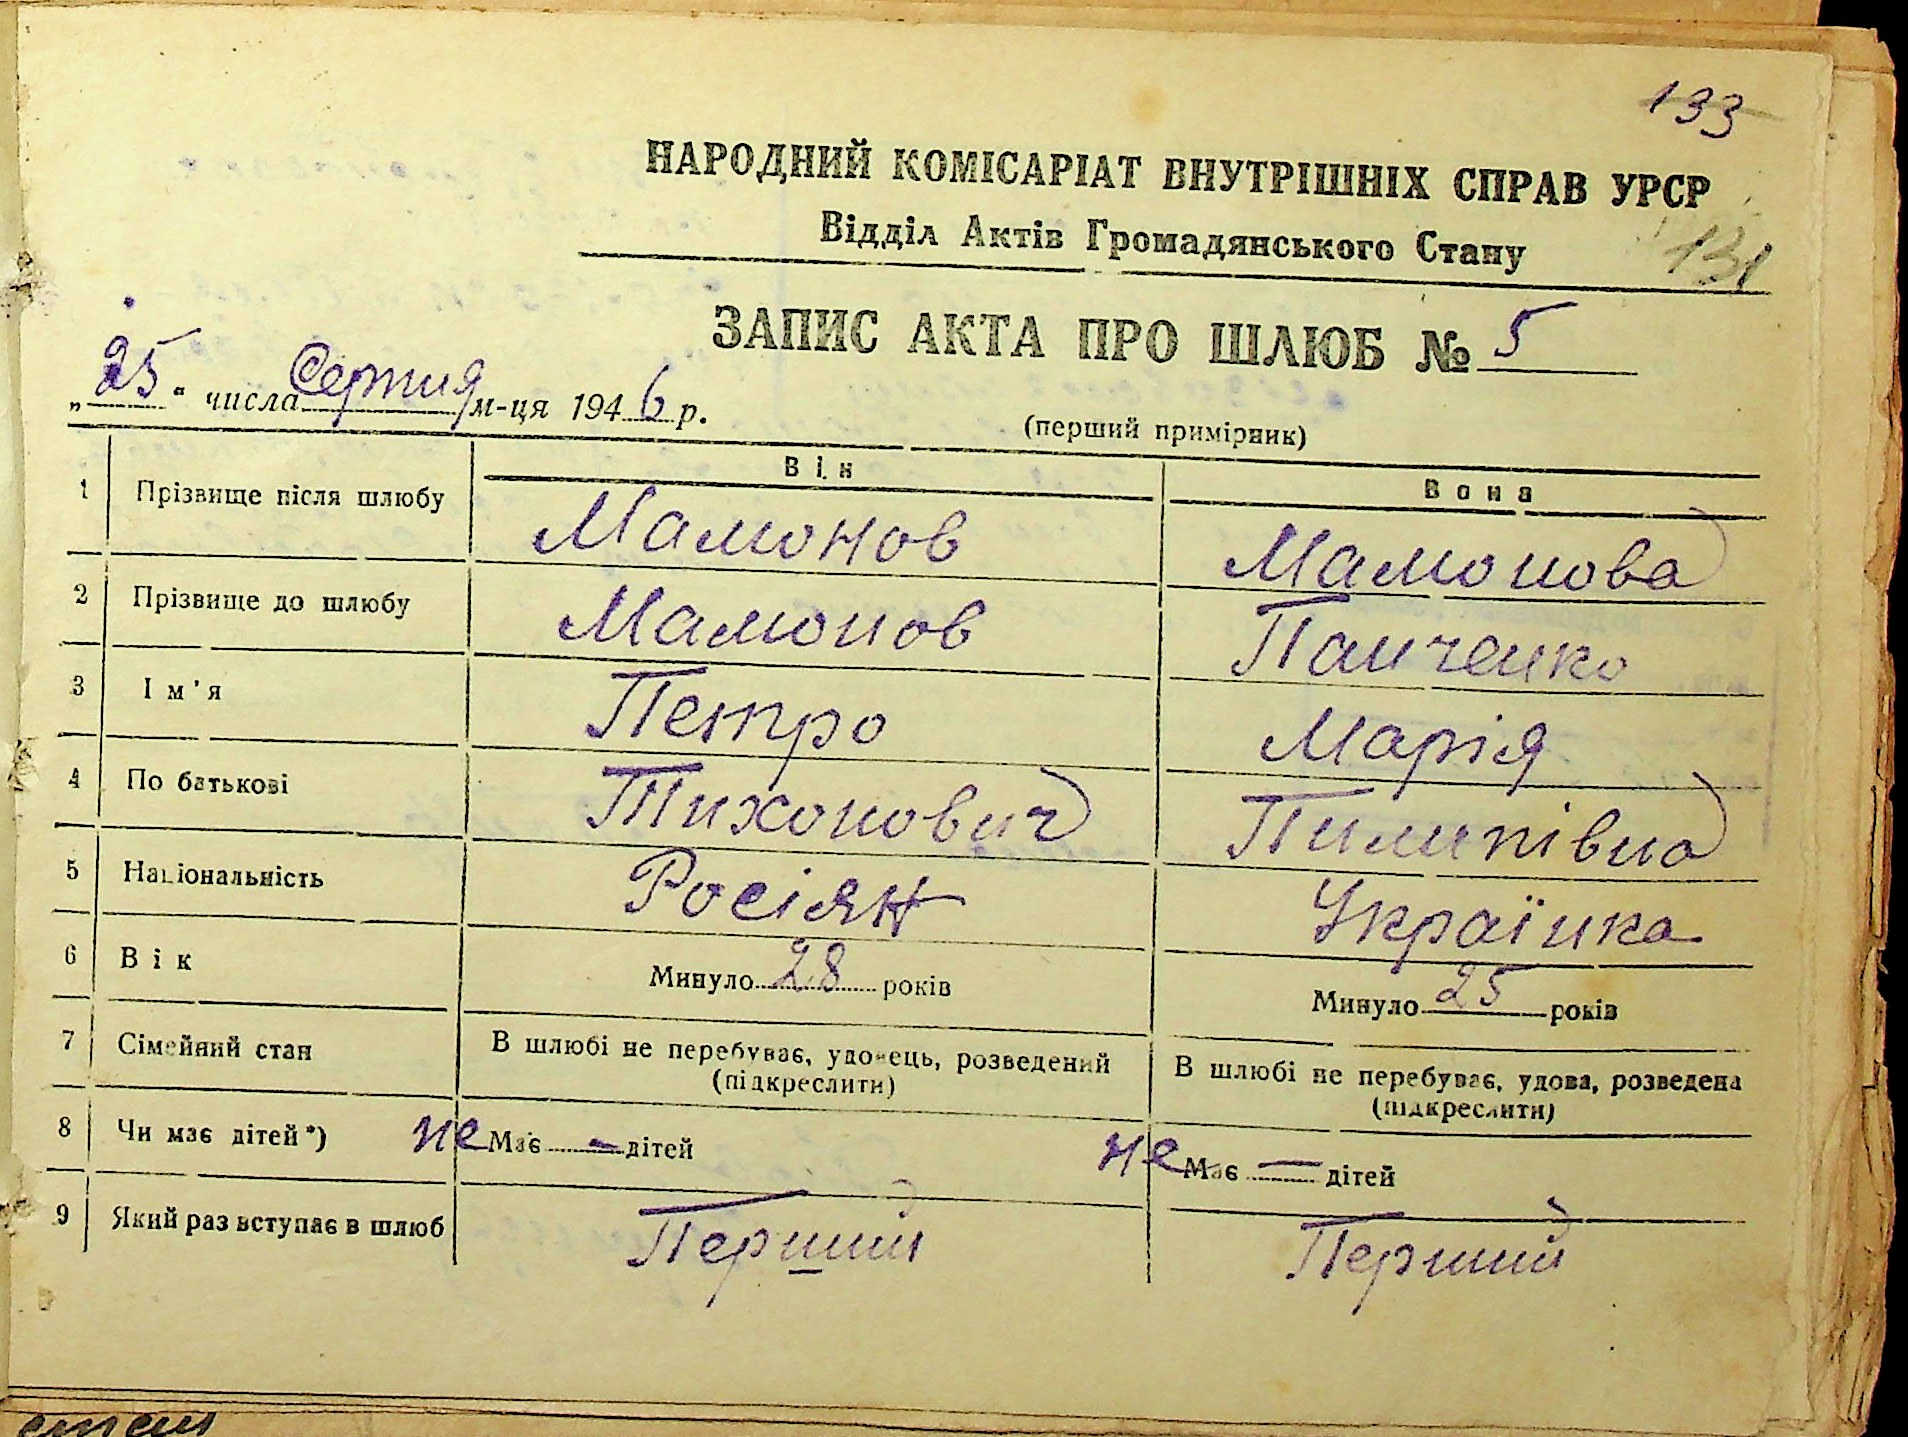 133
НАРОДНИЙ КОМІСАРІАТ ВНУТРІШНІХ СПРАВ УРСР
Відділ Актів Громадянського Стану
131
ЗАПИС АКТА ПРО ШЛЮБ № 5
„25“ числа Серпня м-ця 1946 р.
(перший примірник)
Він Вона
1 Прізвище після шлюбу Мамонов Мамонова
2 Прізвище до шлюбу Мамонов Панченко
3 Ім'я Петро Марія
4 По батькові Тихонович Пилипівна
5 Національність Росіян Українка
6 Вік Минуло 28 років Минуло 25 років
7 Сімейний стан В шлюбі не перебуває, удовець, розведений (підкреслити) В шлюбі не перебуває, удова, розведена (підкреслити)
8 Чи має дітей*) не Має — дітей не Має — дітей
9 Який раз вступає в шлюб Перший Перший